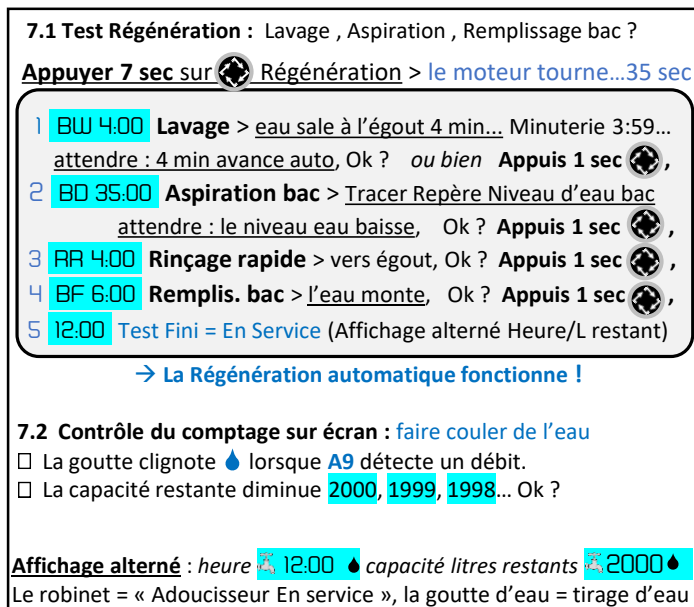 7.1 Test Régénération : Lavage , Aspiration , Remplissage bac ?
Appuyer 7 sec sur Régénération > le moteur tourne…35 sec
1 BW 4:00 Lavage > eau sale à l’égout 4 min... Minuterie 3:59…
attendre : 4 min avance auto, Ok ? ou bien Appuis 1 sec ,
2 BD 35:00 Aspiration bac > Tracer Repère Niveau d’eau bac
attendre : le niveau eau baisse, Ok ? Appuis 1 sec ,
3 RR 4:00 Rinçage rapide > vers égout, Ok ? Appuis 1 sec ,
4 BF 6:00 Remplis. bac > l’eau monte, Ok ? Appuis 1 sec ,
5 12:00 Test Fini = En Service (Affichage alterné Heure/L restant)
→ La Régénération automatique fonctionne !
7.2 Contrôle du comptage sur écran : faire couler de l’eau
□ La goutte clignote lorsque A9 détecte un débit.
□ La capacité restante diminue 2000, 1999, 1998… Ok ?
Affichage alterné : heure 12:00 capacité litres restants 2000
Le robinet = « Adoucisseur En service », la goutte d’eau = tirage d’eau